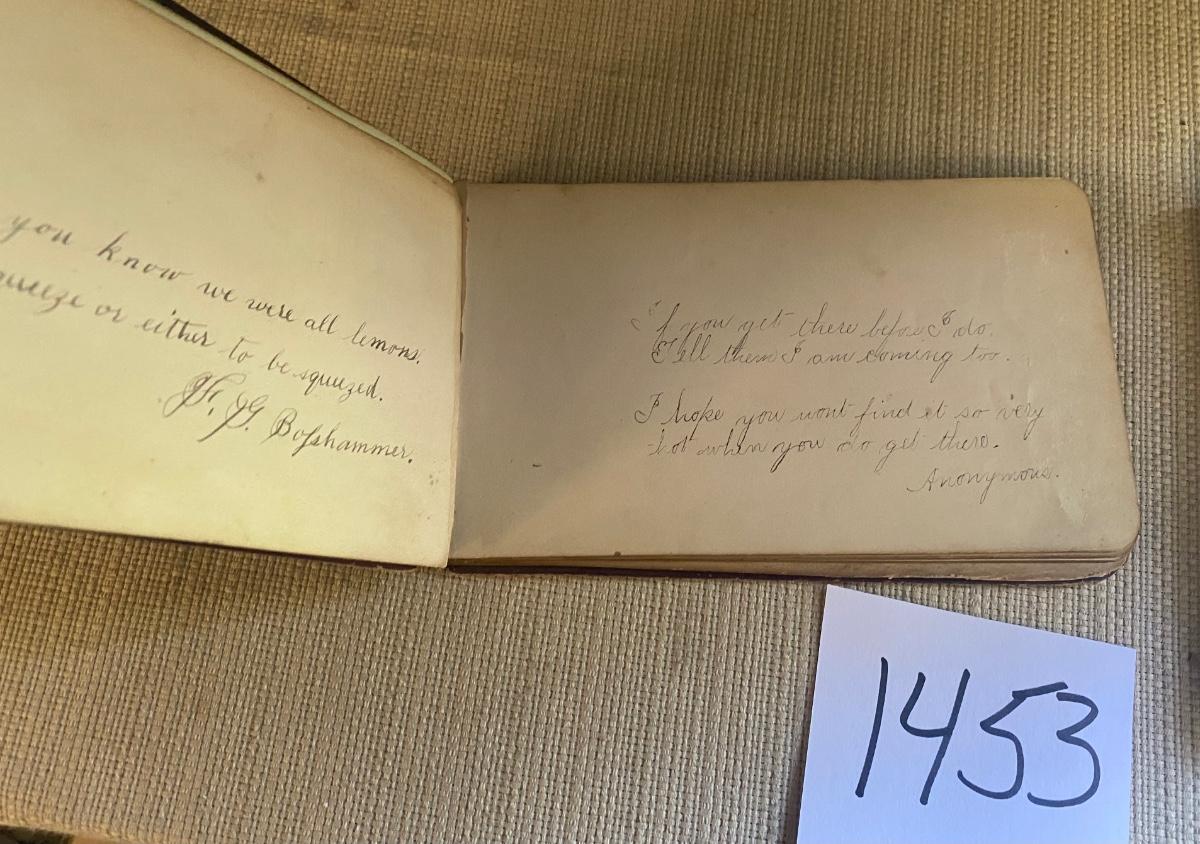 you know we were all lemons.
squeeze or either to be squeezed.
H. G. Bosshammer.
If you get there before I do.
Tell them I am coming too.
I hope you wont find it so very
hot when you do get there.
Anonymous.
1453